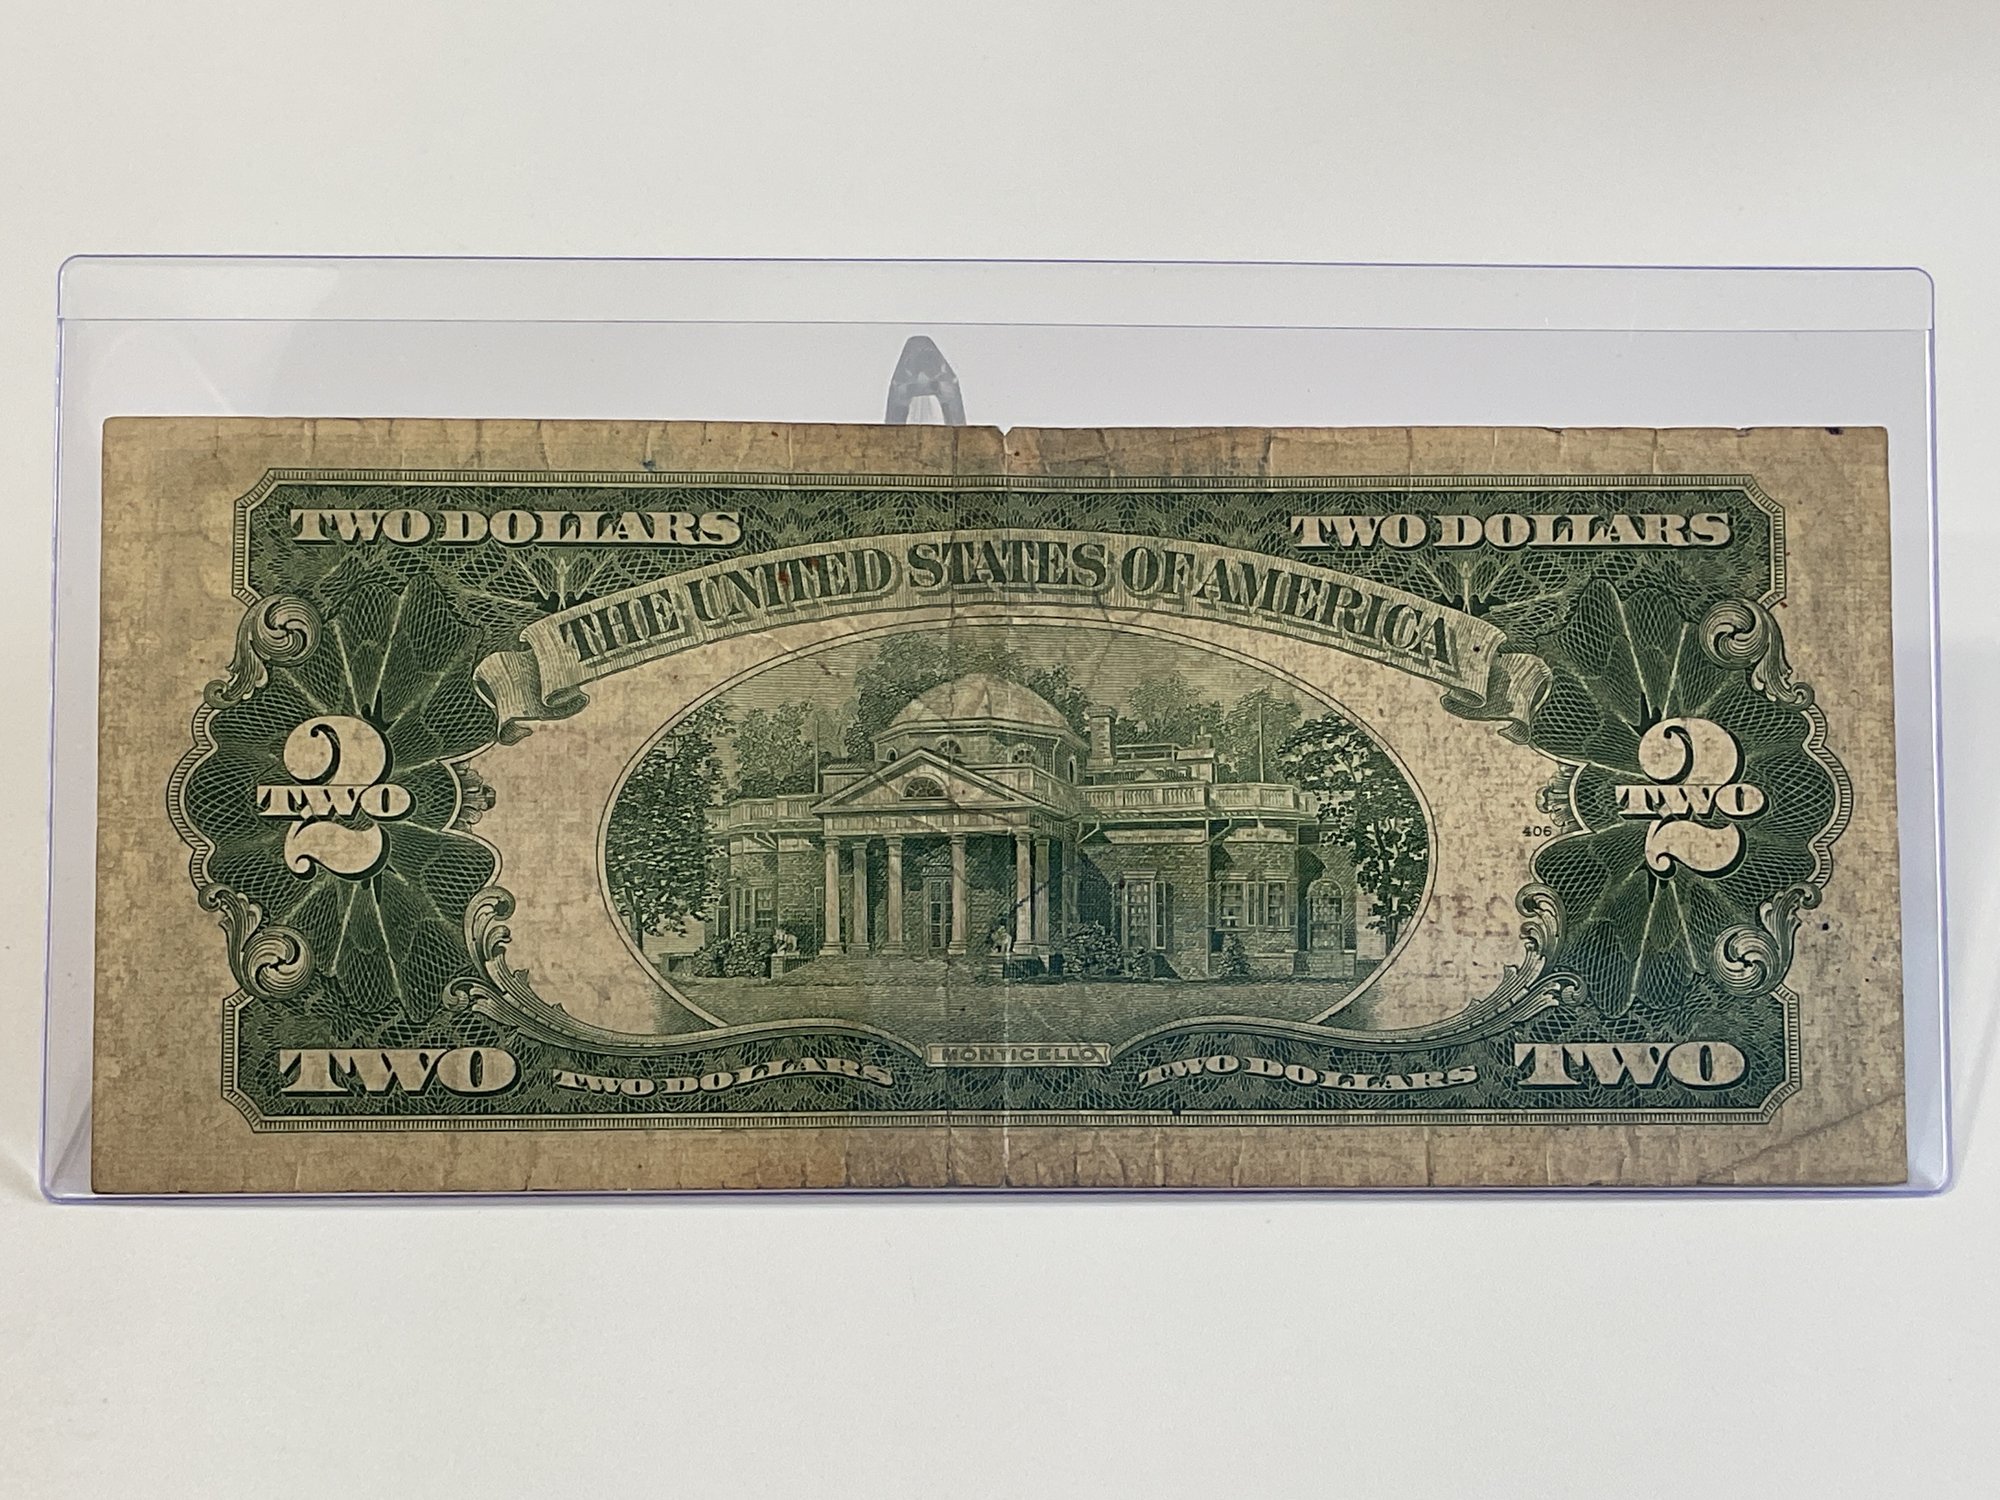 TWO DOLLARS
TWO DOLLARS
THE UNITED STATES OF AMERICA
2
TWO
2
TWO
406
MONTICELLO
TWO
TWO DOLLARS
TWO DOLLARS
TWO